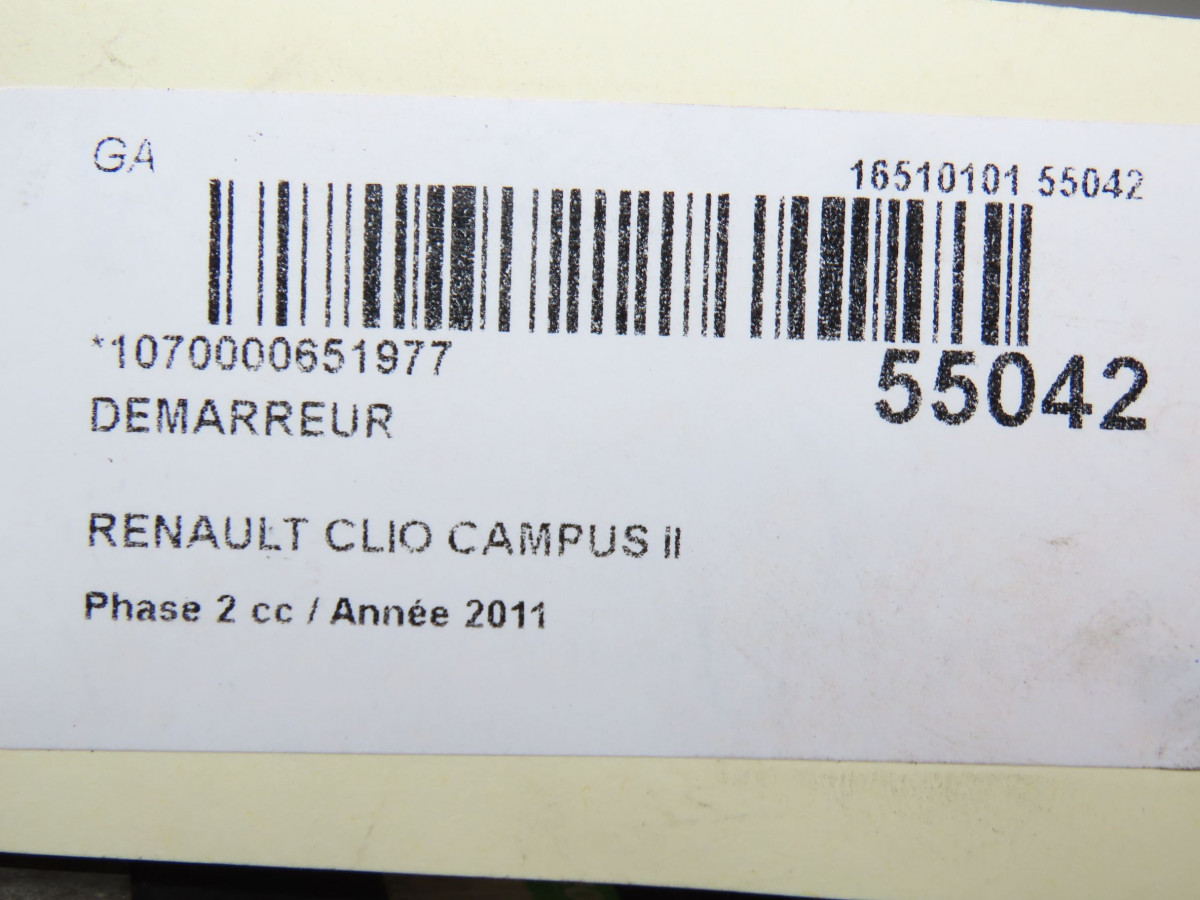 GA
16510101 55042
*1070000651977
55042
DEMARREUR
RENAULT CLIO CAMPUS II
Phase 2 cc / Année 2011